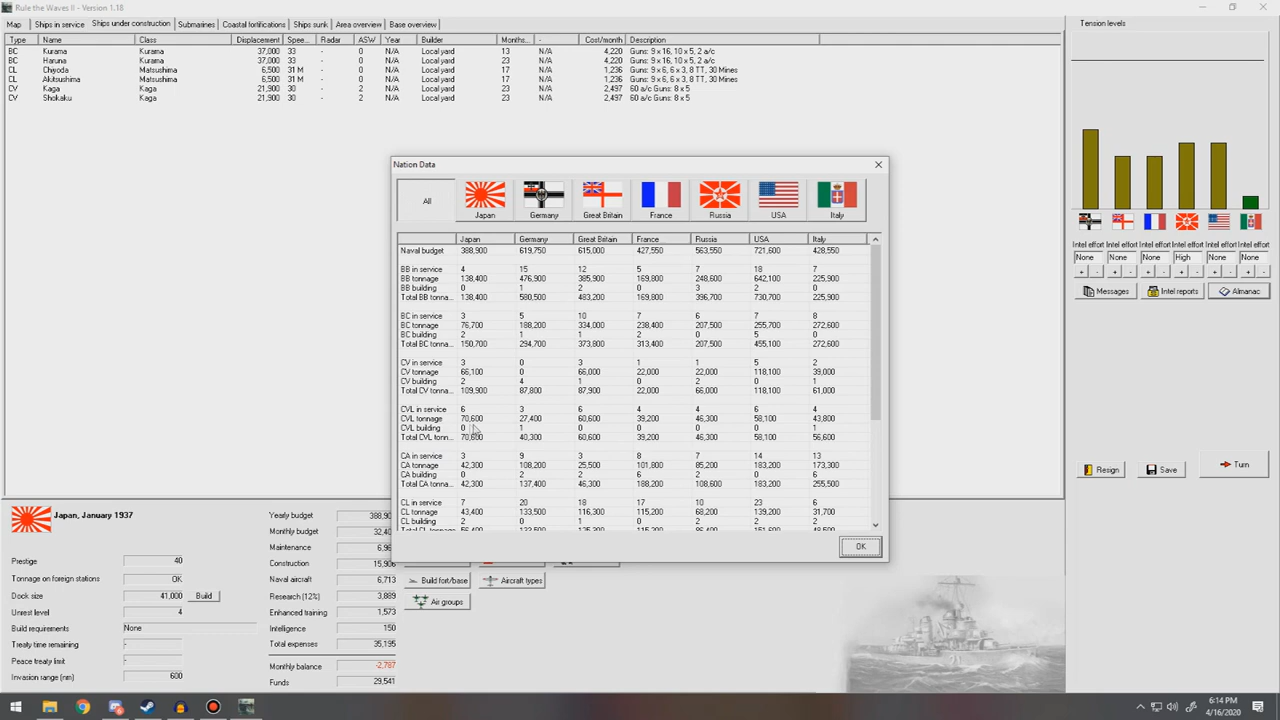 Rule the Waves II - Version 1.18
Map Ships in service Ships under construction Submarines Coastal fortifications Ships sunk Area overview Base overview
Type Name Class Displacement Spee... Radar ASW Year Builder Months... - Cost/month Description
BC Kurama Kurama 37,000 33 - N/A Local yard 13 N/A 4,220 Guns: 9 x 16, 10 x 5, 2 a/c
BC Haruna Kurama 37,000 33 - N/A Local yard 23 N/A 4,220 Guns: 9 x 16, 10 x 5, 2 a/c
CL Chiyoda Matsushima 6,500 31 M - N/A Local yard 17 N/A 1,236 Guns: 9 x 6, 6 x 3, 8 TT, 30 Mines
CL Akitsushima Matsushima 6,500 31 M - N/A Local yard 17 N/A 1,236 Guns: 9 x 6, 6 x 3, 8 TT, 30 Mines
CV Kaga Kaga 21,900 30 - 2 N/A Local yard 23 N/A 2,497 60 a/c Guns: 8 x 5
CV Shokaku Kaga 21,900 30 - 2 N/A Local yard 23 N/A 2,497 60 a/c Guns: 8 x 5
Nation Data
All Japan Germany Great Britain France Russia USA Italy
Japan Germany Great Britain France Russia USA Italy
Naval budget 388,900 619,750 615,000 427,550 563,550 721,600 428,550
BB in service 4 15 12 5 7 18 7
BB tonnage 138,400 476,900 385,900 169,800 248,600 642,100 225,900
BB building 0 1 2 0 3 2 0
Total BB tonna... 138,400 580,500 483,200 169,800 396,700 730,700 225,900
BC in service 3 5 10 7 6 7 8
BC tonnage 76,700 188,200 334,000 238,400 207,500 255,700 272,600
BC building 2 1 1 2 0 5 0
Total BC tonna... 150,700 294,700 373,800 313,400 207,500 455,100 272,600
CV in service 3 0 3 1 1 5 2
CV tonnage 66,100 0 66,000 22,000 22,000 118,100 39,000
CV building 2 4 1 0 2 0 1
Total CV tonna... 109,900 87,800 87,900 22,000 66,000 118,100 61,000
CVL in service 6 3 6 4 4 6 4
CVL tonnage 70,600 27,400 60,600 39,200 46,300 58,100 43,800
CVL building 0 1 0 0 0 0 1
Total CVL tonn... 70,600 40,300 60,600 39,200 46,300 58,100 56,600
CA in service 3 9 3 8 7 14 13
CA tonnage 42,300 108,200 25,500 101,800 85,200 183,200 173,300
CA building 0 2 2 6 2 0 6
Total CA tonna... 42,300 137,400 46,300 188,200 108,600 183,200 255,500
CL in service 7 20 18 17 10 23 6
CL tonnage 43,400 133,500 116,300 115,200 68,200 139,200 31,700
CL building 2 0 2 0 2 2 2
OK
Tension levels
Intel effort Intel effort Intel effort Intel effort Intel effort Intel effort
None None None High None None
+ - + - + - + - + - + -
Messages Intel reports Almanac
Resign Save Turn
Japan, January 1937
Prestige 40
Tonnage on foreign stations OK
Dock size 41,000 Build
Unrest level 4
Build requirements None
Treaty time remaining -
Peace treaty limit -
Invasion range (nm) 600
Yearly budget 388,90
Monthly budget 32,40
Maintenance 6,96
Construction 15,906
Naval aircraft 6,713
Research (12%) 3,889
Enhanced training 1,573
Intelligence 150
Total expenses 35,195
Monthly balance -2,787
Funds 29,541
Build fort/base Aircraft types
Air groups
6:14 PM
4/16/2020